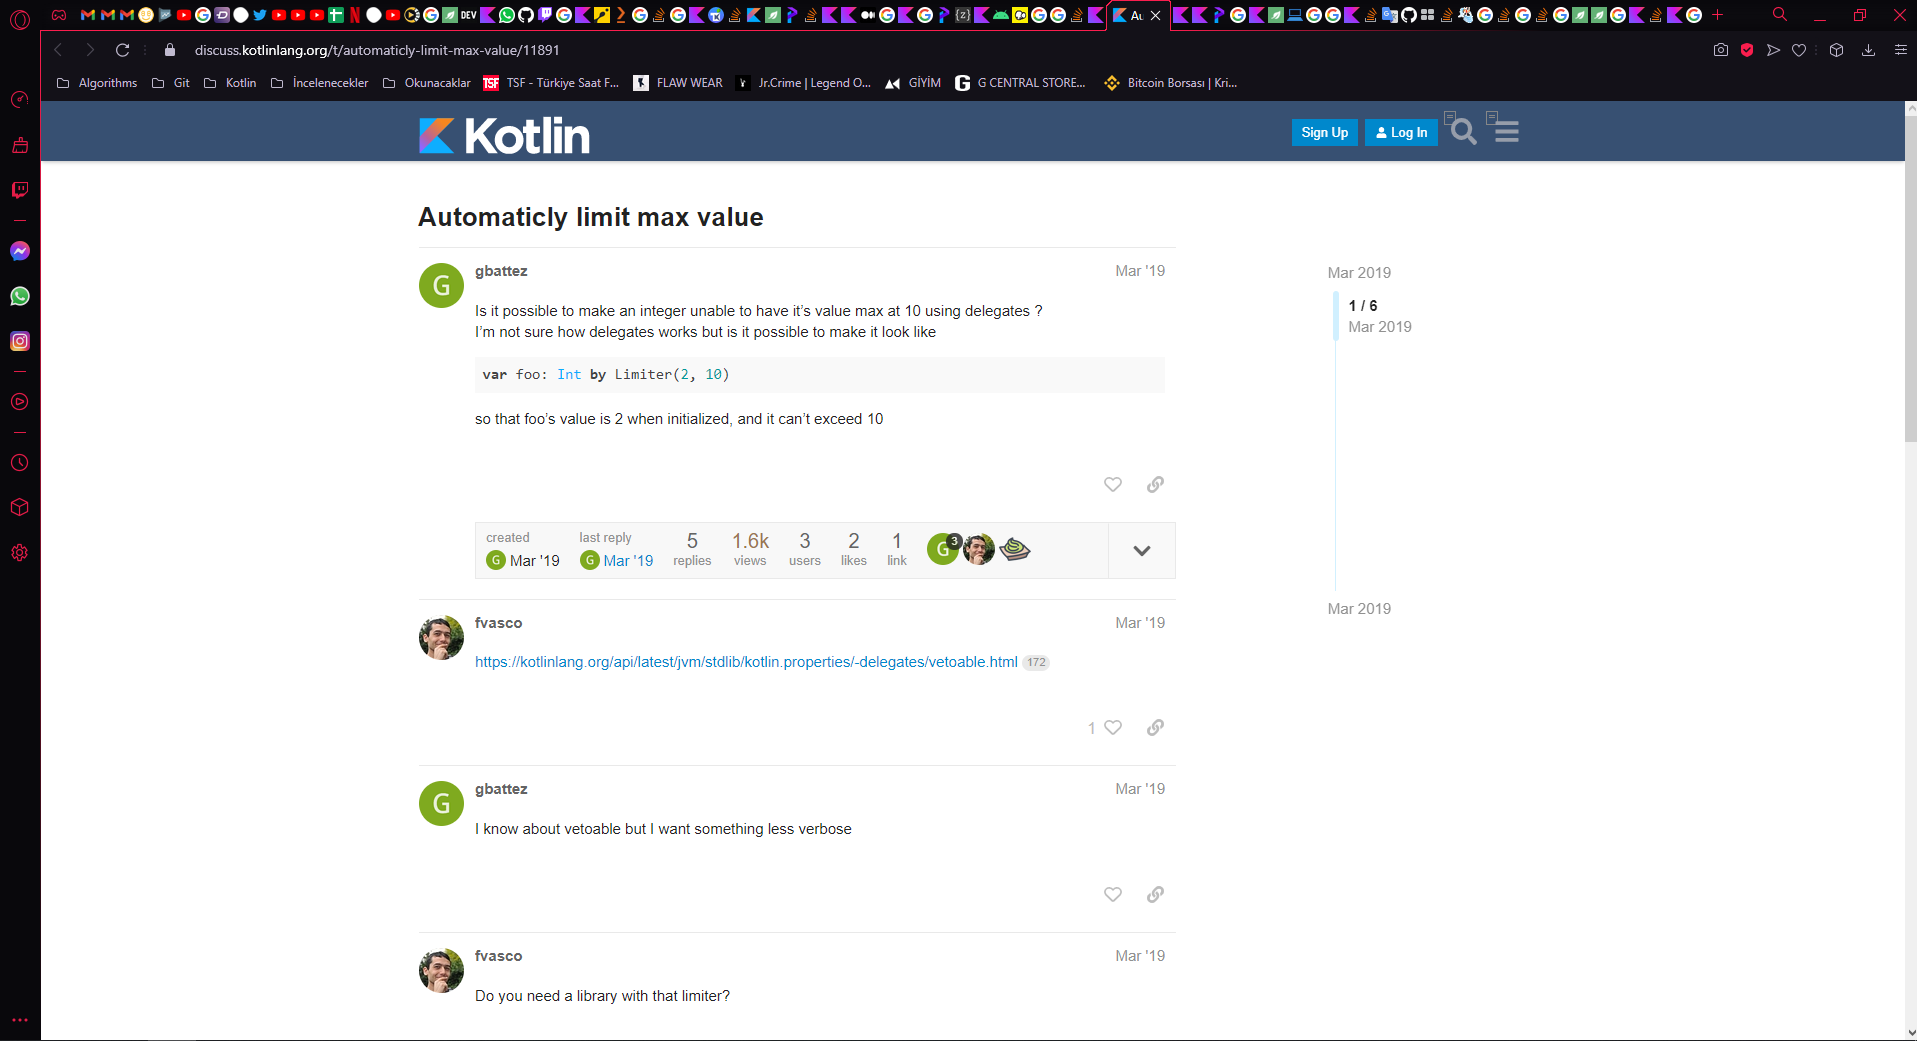 DEV
Au
discuss.kotlinlang.org/t/automaticly-limit-max-value/11891
Algorithms
Git
Kotlin
İncelenecekler
Okunacaklar
TSF
TSF - Türkiye Saat F...
FLAW WEAR
Jr.Crime | Legend O...
GİYİM
G CENTRAL STORE...
Bitcoin Borsası | Kri...
Kotlin
Sign Up
Log In
Automaticly limit max value
G
gbattez
Mar '19
Is it possible to make an integer unable to have it’s value max at 10 using delegates ?
I’m not sure how delegates works but is it possible to make it look like
var foo: Int by Limiter(2, 10)
so that foo’s value is 2 when initialized, and it can’t exceed 10
Mar 2019
1 / 6
Mar 2019
Mar 2019
created
G Mar '19
last reply
G Mar '19
5
replies
1.6k
views
3
users
2
likes
1
link
G 3
fvasco
Mar '19
https://kotlinlang.org/api/latest/jvm/stdlib/kotlin.properties/-delegates/vetoable.html 172
1
G
gbattez
Mar '19
I know about vetoable but I want something less verbose
fvasco
Mar '19
Do you need a library with that limiter?